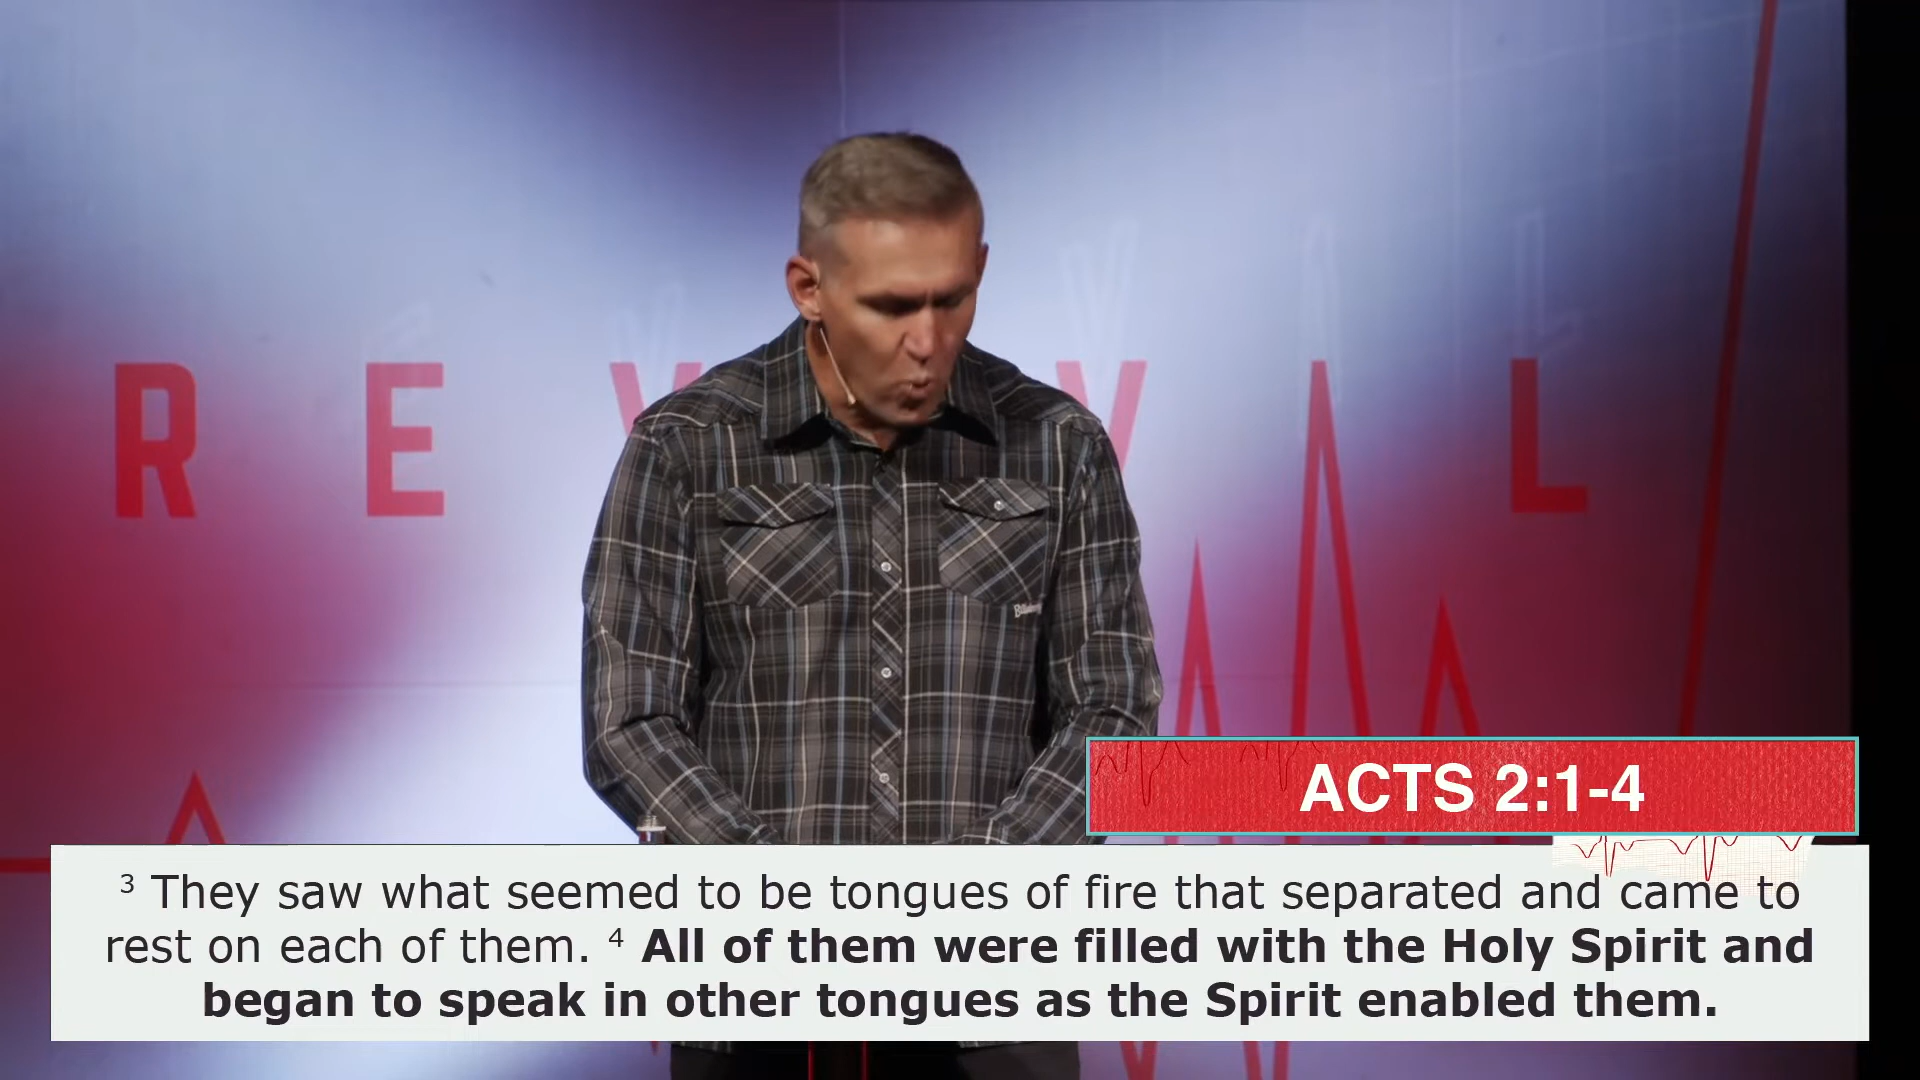 REVIVAL
ACTS 2:1-4
³ They saw what seemed to be tongues of fire that separated and came to
rest on each of them. ⁴ All of them were filled with the Holy Spirit and
began to speak in other tongues as the Spirit enabled them.